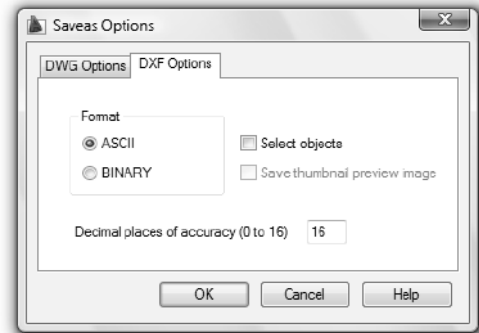 Saveas Options
DWG Options DXF Options
Format
ASCII
BINARY
Select objects
Save thumbnail preview image
Decimal places of accuracy (0 to 16) 16
OK Cancel Help